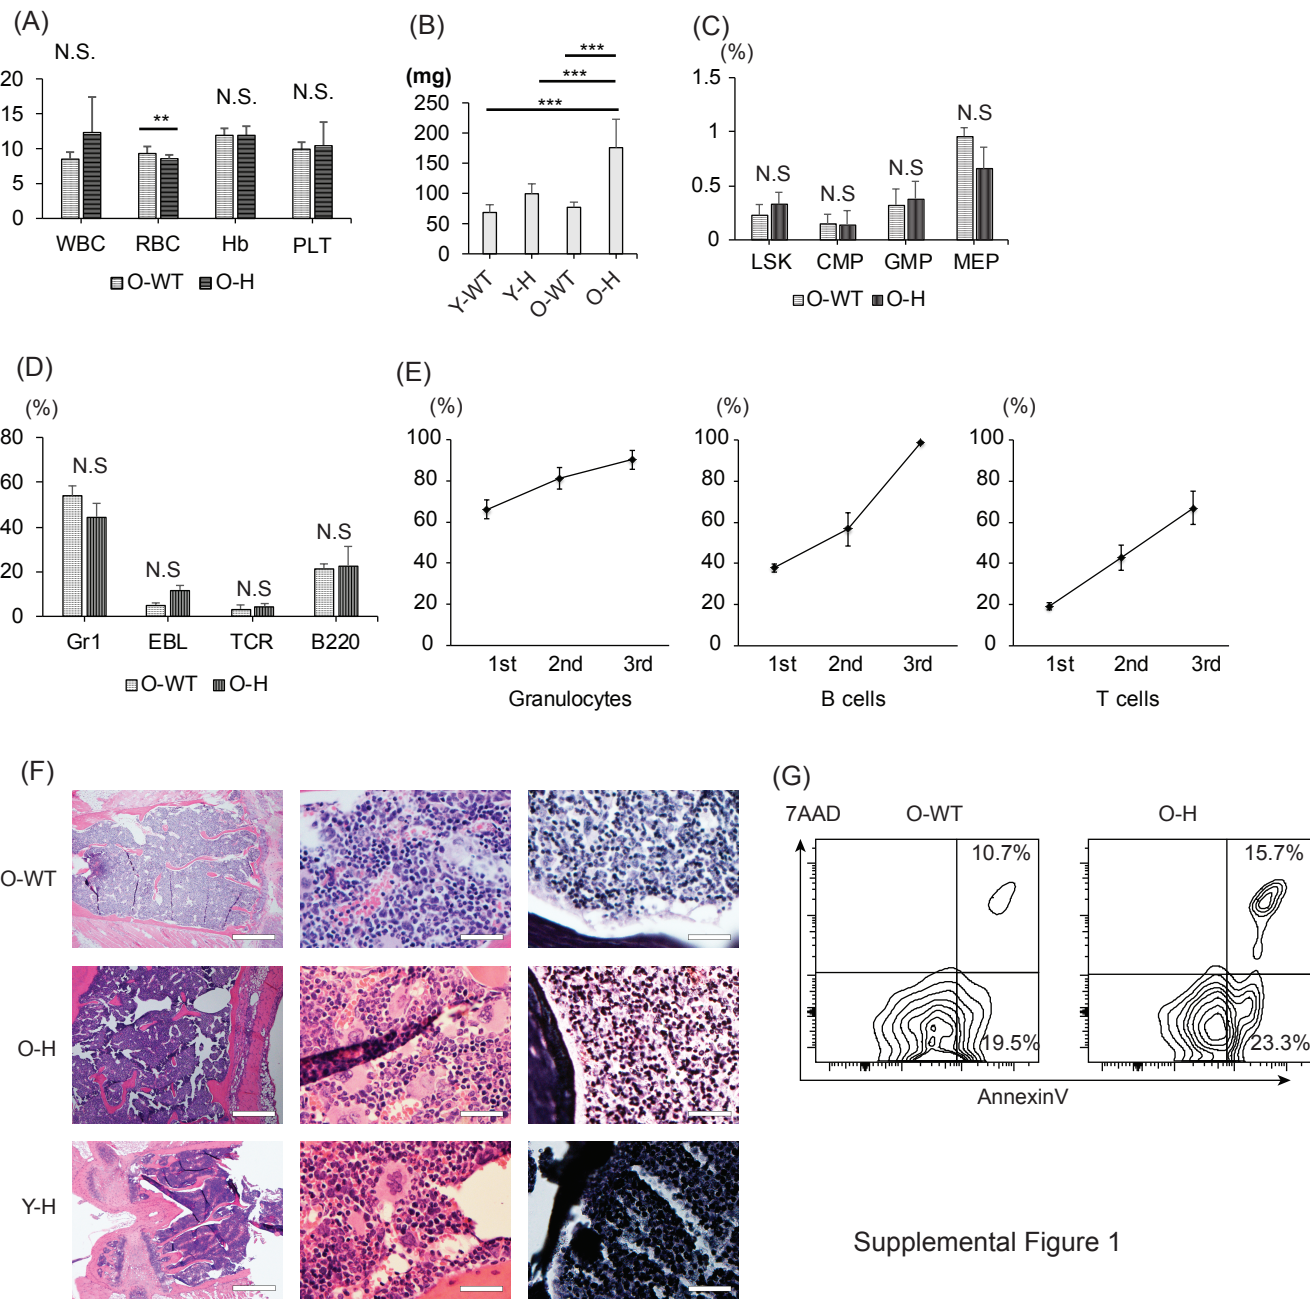 (A)
N.S.
20
15
10
5
0
**
N.S.
N.S.
WBC RBC Hb PLT
O-WT O-H
(B)
(mg)
***
***
***
250
200
150
100
50
0
Y-WT Y-H O-WT O-H
(C)
(%)
1.5
1
0.5
0
N.S
N.S
N.S
N.S
LSK CMP GMP MEP
O-WT O-H
(D)
(%)
80
60
40
20
0
N.S
N.S
N.S
N.S
Gr1 EBL TCR B220
O-WT O-H
(E)
(%)
100
80
60
40
20
0
1st 2nd 3rd
Granulocytes
(%)
100
80
60
40
20
0
1st 2nd 3rd
B cells
(%)
100
80
60
40
20
0
1st 2nd 3rd
T cells
(F)
O-WT
O-H
Y-H
(G)
7AAD O-WT O-H
10.7%
19.5%
15.7%
23.3%
AnnexinV
Supplemental Figure 1